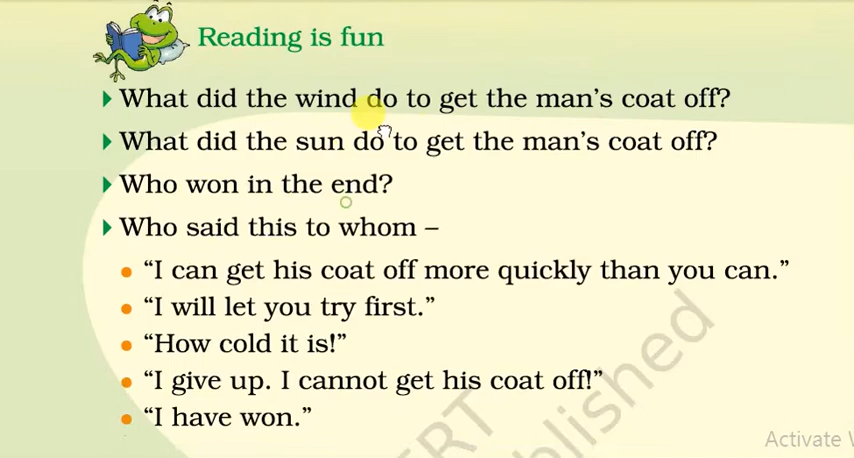 Reading is fun
What did the wind do to get the man's coat off?
What did the sun do to get the man's coat off?
Who won in the end?
Who said this to whom –
"I can get his coat off more quickly than you can."
"I will let you try first."
"How cold it is!"
"I give up. I cannot get his coat off!"
"I have won."
Activate